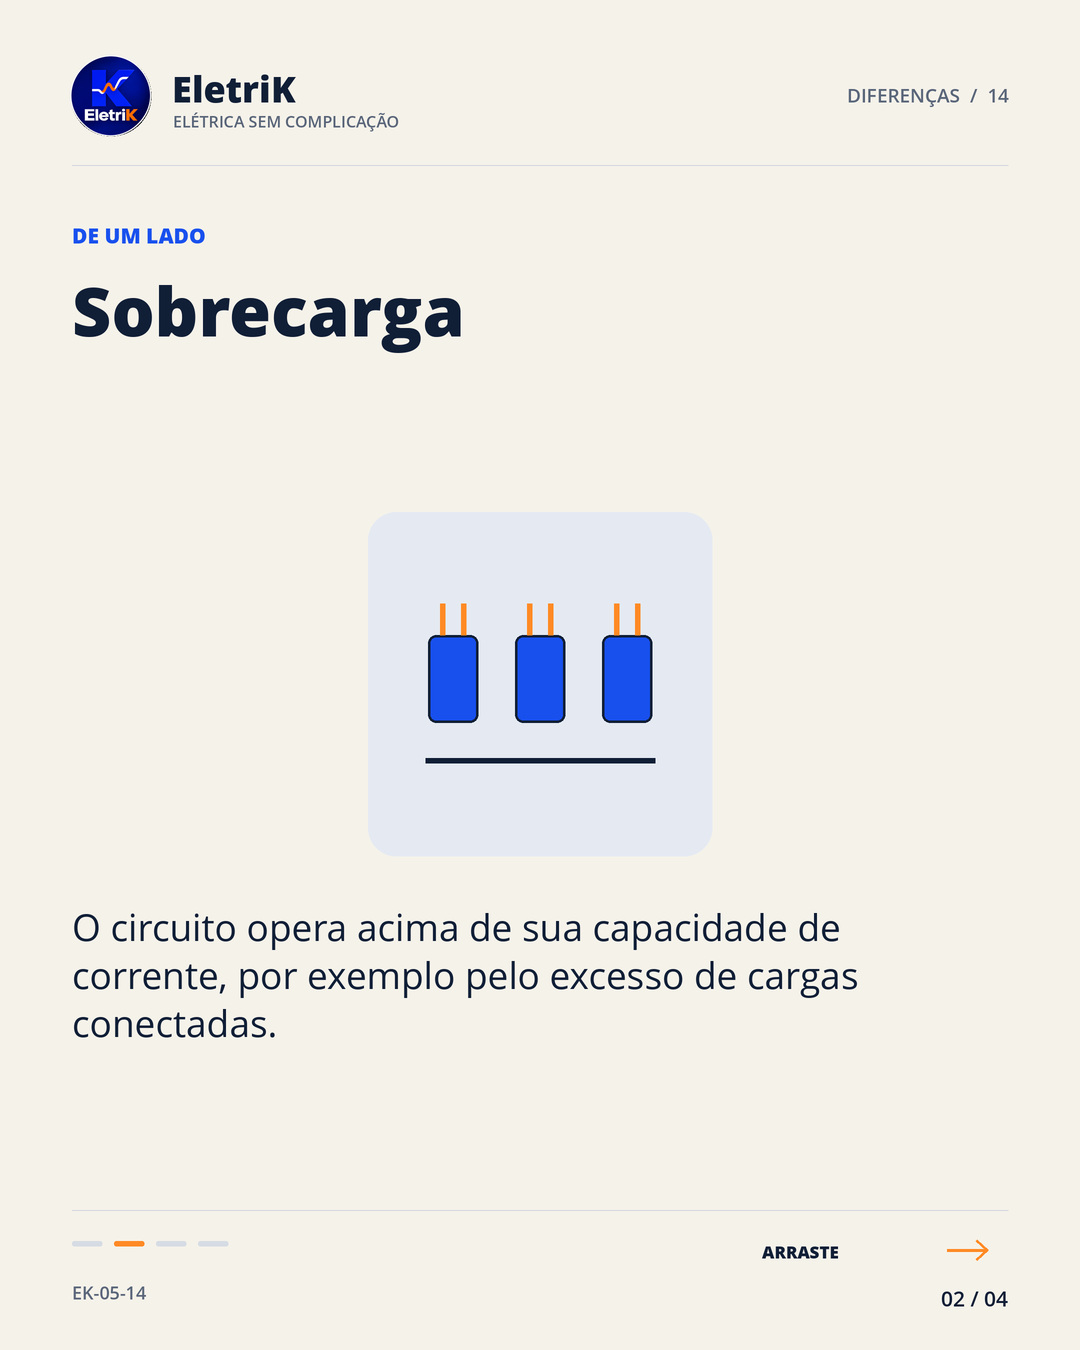 EletriK
EletriK
ELÉTRICA SEM COMPLICAÇÃO
DIFERENÇAS / 14
DE UM LADO
Sobrecarga
O circuito opera acima de sua capacidade de
corrente, por exemplo pelo excesso de cargas
conectadas.
ARRASTE
EK-05-14
02 / 04